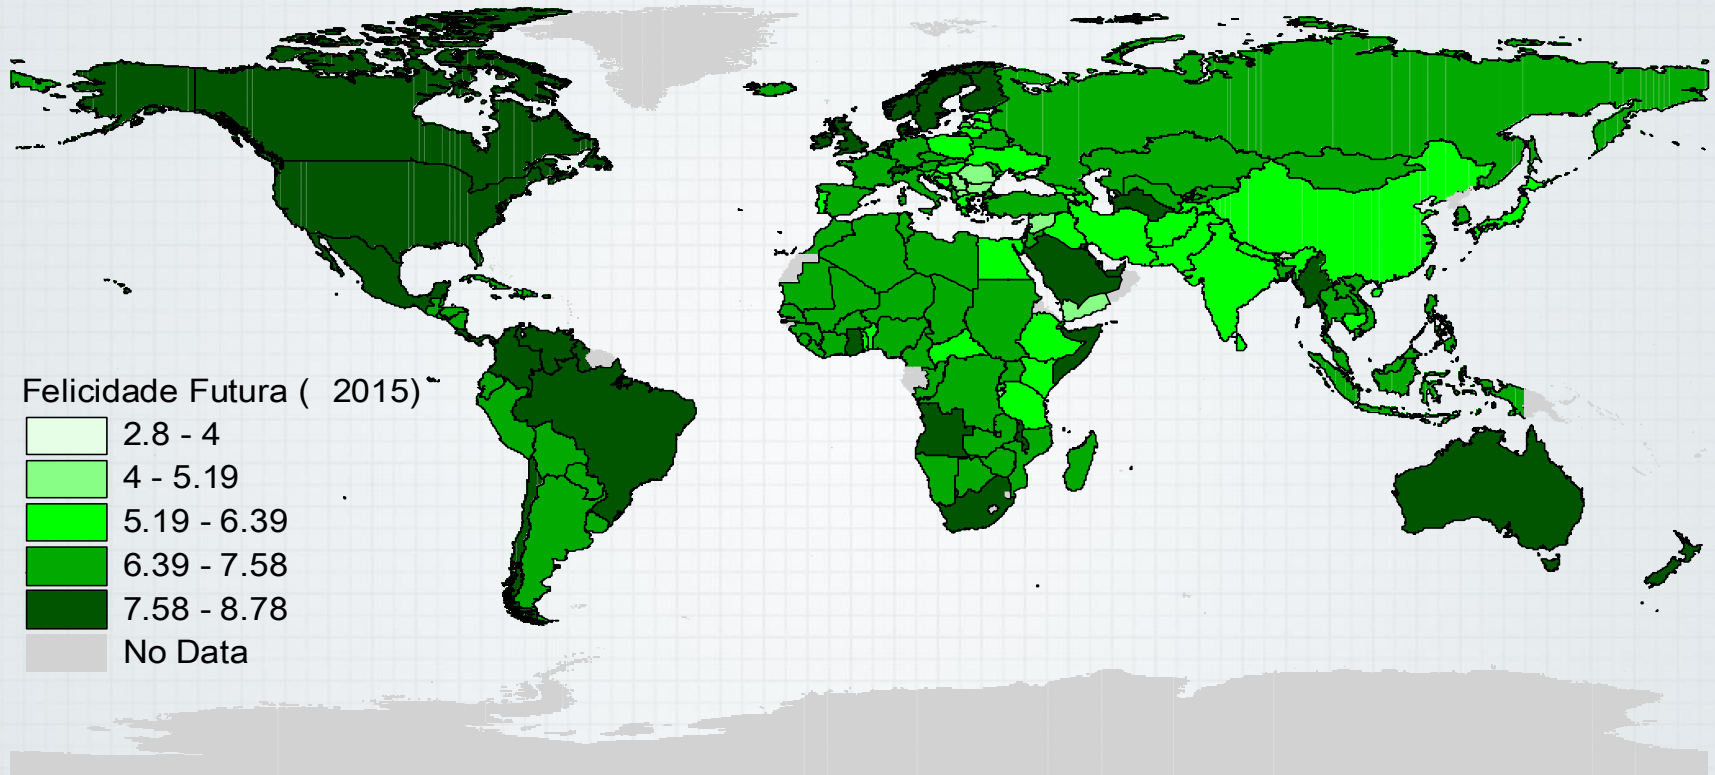 Felicidade Futura ( 2015)
2.8 - 4
4 - 5.19
5.19 - 6.39
6.39 - 7.58
7.58 - 8.78
No Data